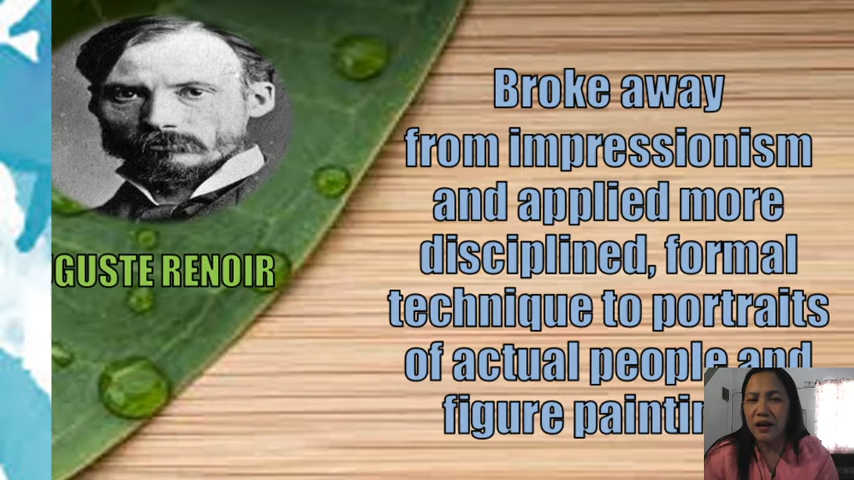 GUSTE RENOIR
Broke away
from impressionism
and applied more
disciplined, formal
technique to portraits
of actual people and
figure